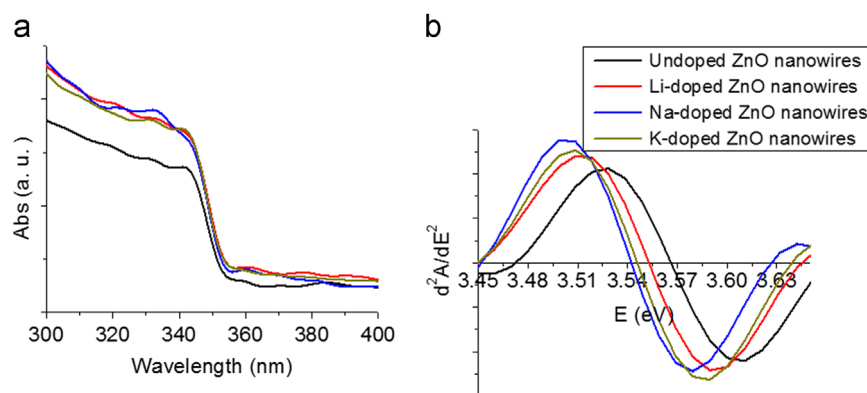 a
b
Undoped ZnO nanowires
Li-doped ZnO nanowires
Na-doped ZnO nanowires
K-doped ZnO nanowires
Abs (a. u.)
300 320 340 360 380 400
Wavelength (nm)
d²A/dE²
3.45 3.48 3.51 3.54 3.57 3.60 3.63
E (eV)